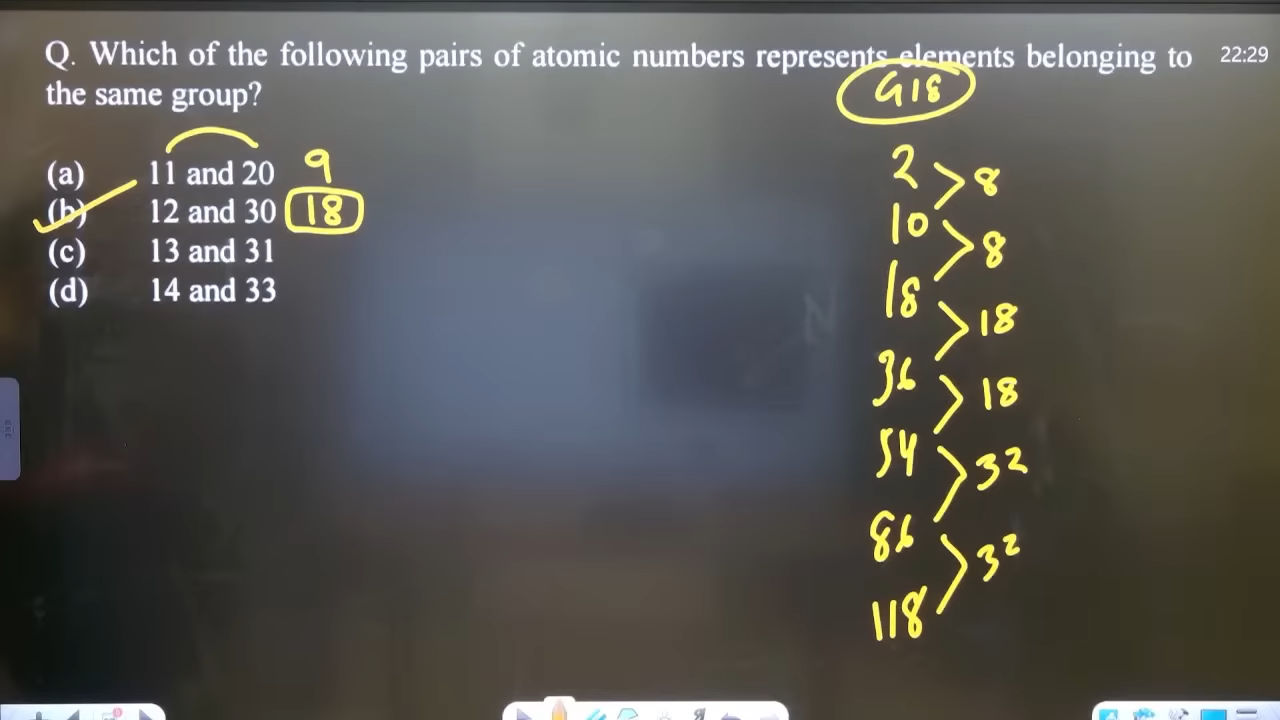 Q. Which of the following pairs of atomic numbers represents elements belonging to
the same group?
22:29
(a) 11 and 20 9
(b) 12 and 30 18
(c) 13 and 31
(d) 14 and 33
G18
2 > 8
10 > 8
18 > 18
36 > 18
54 > 32
86 > 32
118